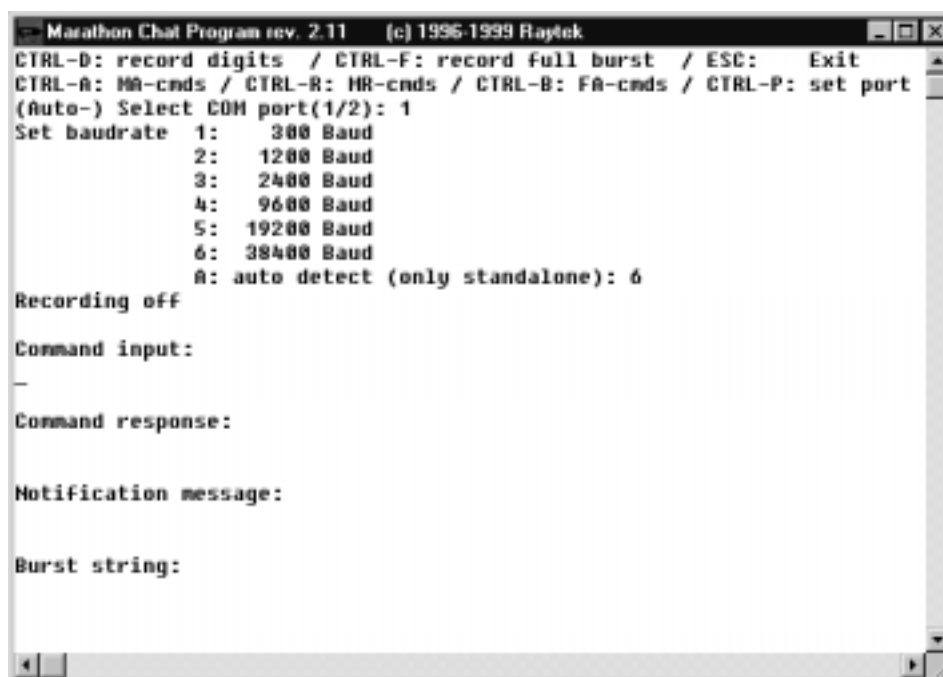 Marathon Chat Program rev. 2.11 (c) 1996-1999 Raytek
CTRL-D: record digits / CTRL-F: record full burst / ESC: Exit
CTRL-A: MA-cmds / CTRL-R: MR-cmds / CTRL-B: FA-cmds / CTRL-P: set port
(Auto-) Select COM port(1/2): 1
Set baudrate 1: 300 Baud
2: 1200 Baud
3: 2400 Baud
4: 9600 Baud
5: 19200 Baud
6: 38400 Baud
A: auto detect (only standalone): 6
Recording off
Command input:
_
Command response:
Notification message:
Burst string: